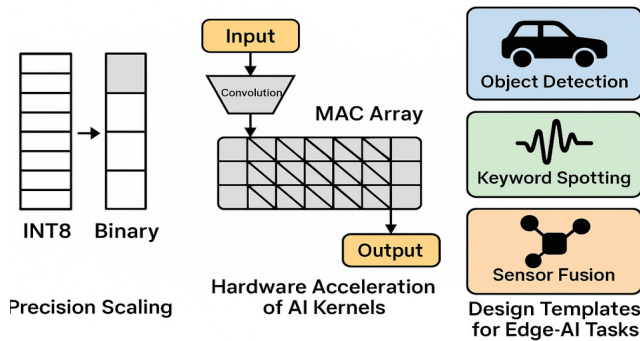 INT8
Binary
Precision Scaling
Input
Convolution
MAC Array
Output
Hardware Acceleration
of AI Kernels
Object Detection
Keyword Spotting
Sensor Fusion
Design Templates
for Edge-AI Tasks